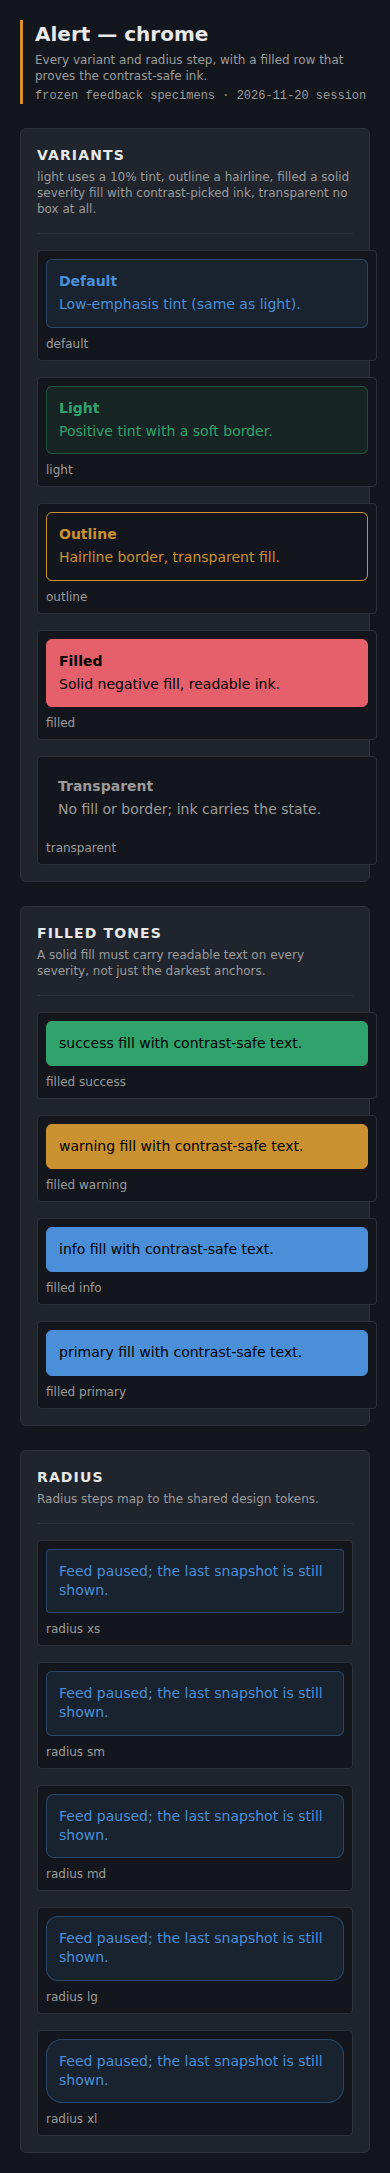 Alert — chrome
Every variant and radius step, with a filled row that
proves the contrast-safe ink.
frozen feedback specimens · 2026-11-20 session
VARIANTS
light uses a 10% tint, outline a hairline, filled a solid
severity fill with contrast-picked ink, transparent no
box at all.
Default
Low-emphasis tint (same as light).
default
Light
Positive tint with a soft border.
light
Outline
Hairline border, transparent fill.
outline
Filled
Solid negative fill, readable ink.
filled
Transparent
No fill or border; ink carries the state.
transparent
FILLED TONES
A solid fill must carry readable text on every
severity, not just the darkest anchors.
success fill with contrast-safe text.
filled success
warning fill with contrast-safe text.
filled warning
info fill with contrast-safe text.
filled info
primary fill with contrast-safe text.
filled primary
RADIUS
Radius steps map to the shared design tokens.
Feed paused; the last snapshot is still
shown.
radius xs
Feed paused; the last snapshot is still
shown.
radius sm
Feed paused; the last snapshot is still
shown.
radius md
Feed paused; the last snapshot is still
shown.
radius lg
Feed paused; the last snapshot is still
shown.
radius xl